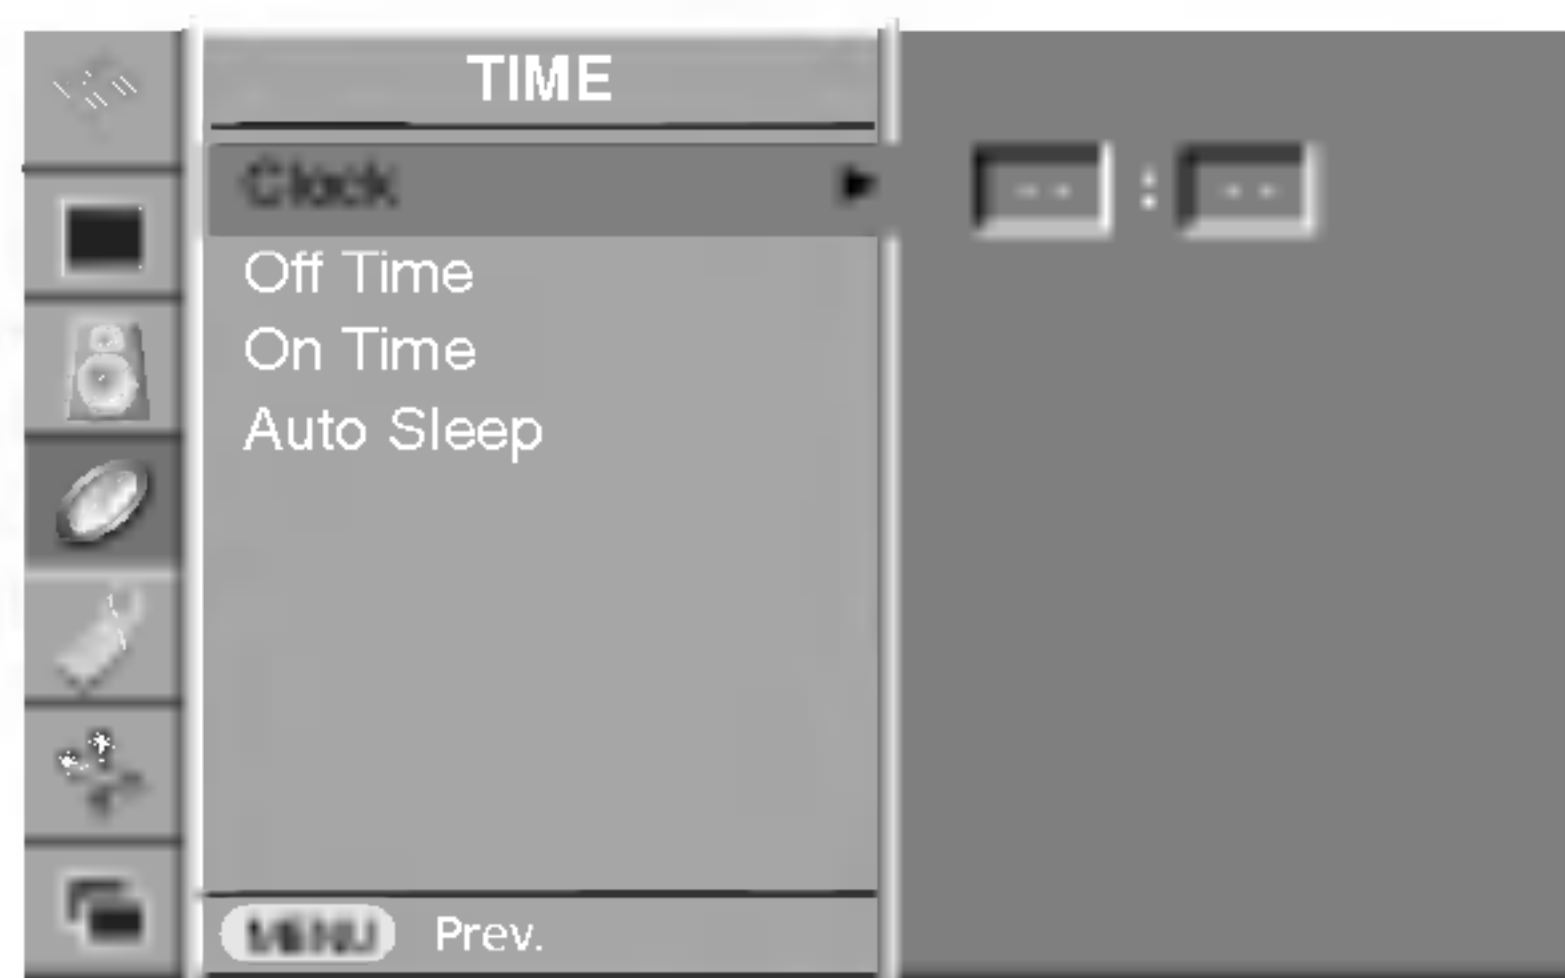 TIME
Clock ►
-- : --
Off Time
On Time
Auto Sleep
MENU Prev.